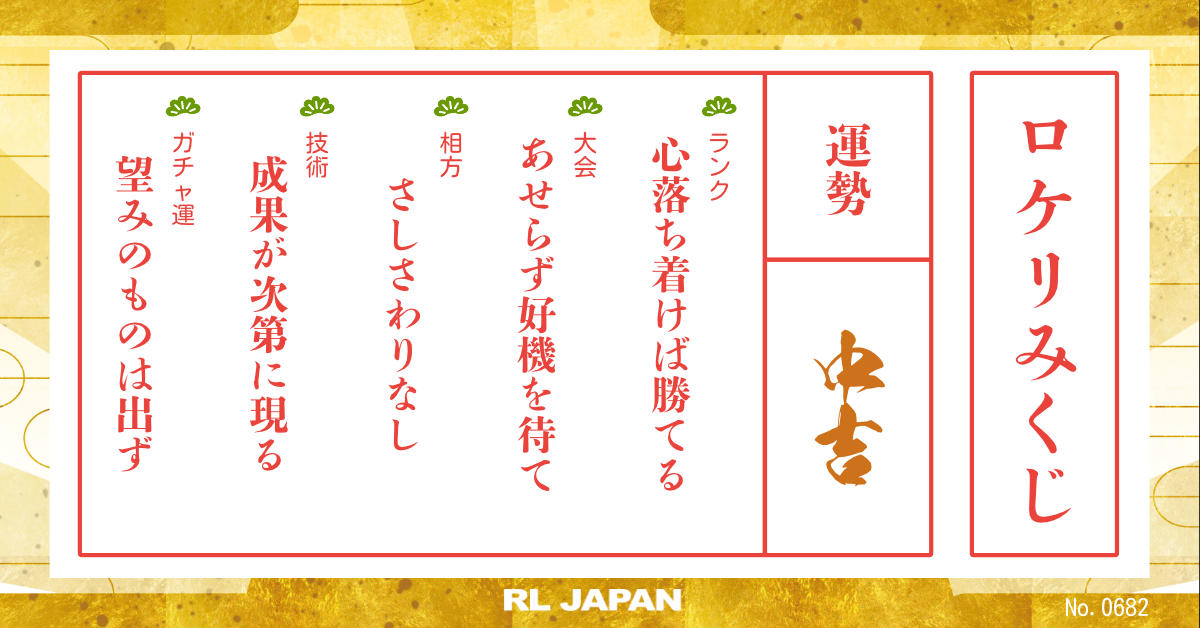 ロケリみくじ
運勢
中吉
ランク
心落ち着けば勝てる
大会
あせらず好機を待て
相方
さしさわりなし
技術
成果が次第に現る
ガチャ運
望みのものは出ず
RL JAPAN
No. 0682